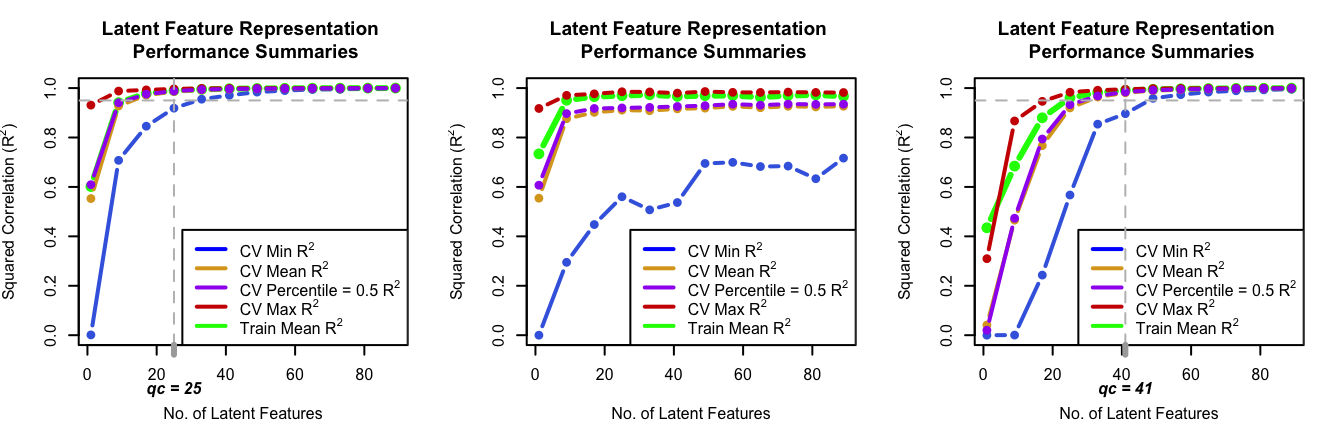 Latent Feature Representation
Performance Summaries
Squared Correlation (R²)
1.0
0.8
0.6
0.4
0.2
0.0
CV Min R²
CV Mean R²
CV Percentile = 0.5 R²
CV Max R²
Train Mean R²
0 20 40 60 80
qc = 25
No. of Latent Features
Latent Feature Representation
Performance Summaries
Squared Correlation (R²)
1.0
0.8
0.6
0.4
0.2
0.0
CV Min R²
CV Mean R²
CV Percentile = 0.5 R²
CV Max R²
Train Mean R²
0 20 40 60 80
No. of Latent Features
Latent Feature Representation
Performance Summaries
Squared Correlation (R²)
1.0
0.8
0.6
0.4
0.2
0.0
CV Min R²
CV Mean R²
CV Percentile = 0.5 R²
CV Max R²
Train Mean R²
0 20 40 60 80
qc = 41
No. of Latent Features